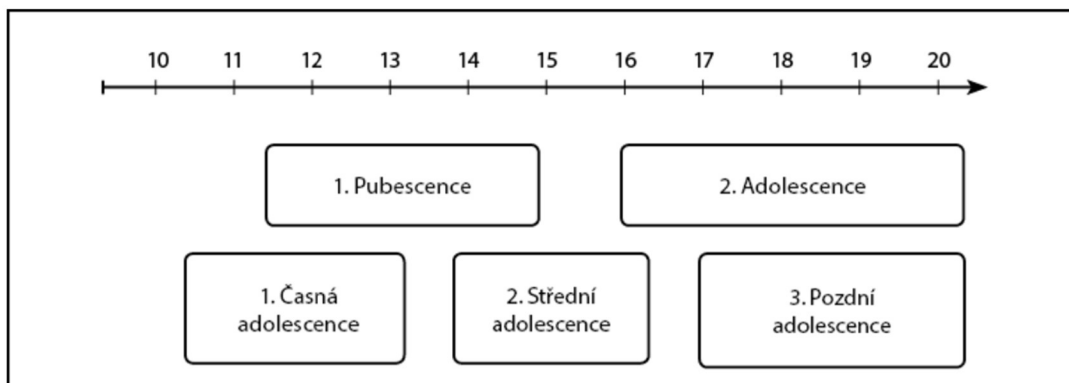 10 11 12 13 14 15 16 17 18 19 20
1. Pubescence
2. Adolescence
1. Časná
adolescence
2. Střední
adolescence
3. Pozdní
adolescence